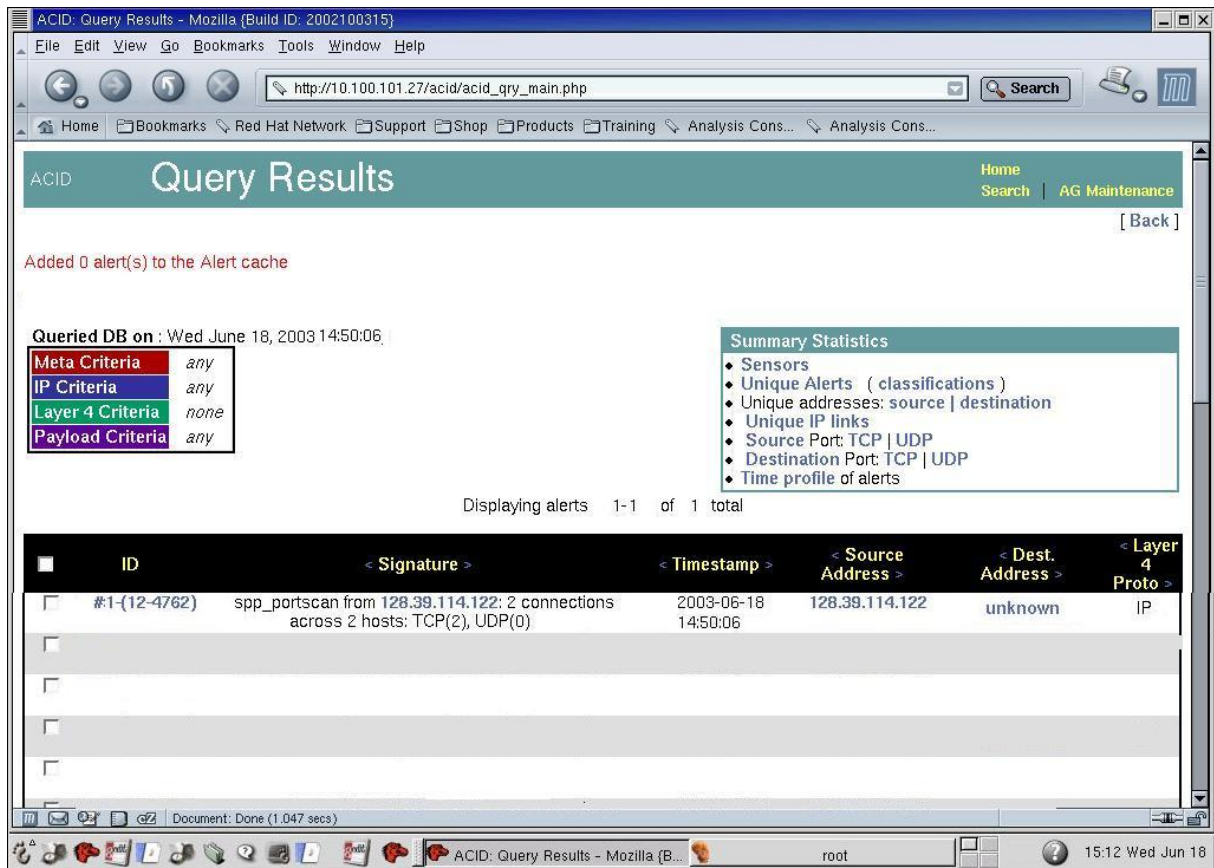 ACID: Query Results - Mozilla {Build ID: 2002100315}
File Edit View Go Bookmarks Tools Window Help
http://10.100.101.27/acid/acid_qry_main.php
Search
Home Bookmarks Red Hat Network Support Shop Products Training Analysis Cons... Analysis Cons...
ACID Query Results
Home
Search | AG Maintenance
[ Back ]
Added 0 alert(s) to the Alert cache
Queried DB on : Wed June 18, 2003 14:50:06
Meta Criteria any
IP Criteria any
Layer 4 Criteria none
Payload Criteria any
Summary Statistics
Sensors
Unique Alerts ( classifications )
Unique addresses: source | destination
Unique IP links
Source Port: TCP | UDP
Destination Port: TCP | UDP
Time profile of alerts
Displaying alerts 1-1 of 1 total
ID
< Signature >
< Timestamp >
< Source
Address >
< Dest.
Address >
< Layer
4
Proto >
#:1-(12-4762)
spp_portscan from 128.39.114.122: 2 connections
across 2 hosts: TCP(2), UDP(0)
2003-06-18
14:50:06
128.39.114.122
unknown
IP
Document: Done (1.047 secs)
ACID: Query Results - Mozilla {B...
root
15:12 Wed Jun 18